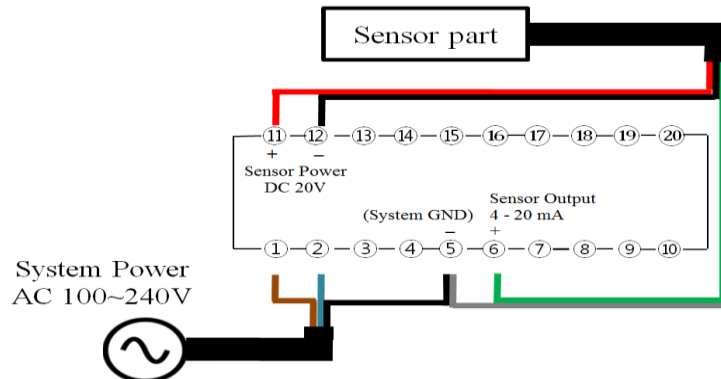 Sensor part
11 12 13 14 15 16 17 18 19 20
+ −
Sensor Power
DC 20V
Sensor Output
(System GND) 4 - 20 mA
− +
1 2 3 4 5 6 7 8 9 10
System Power
AC 100~240V